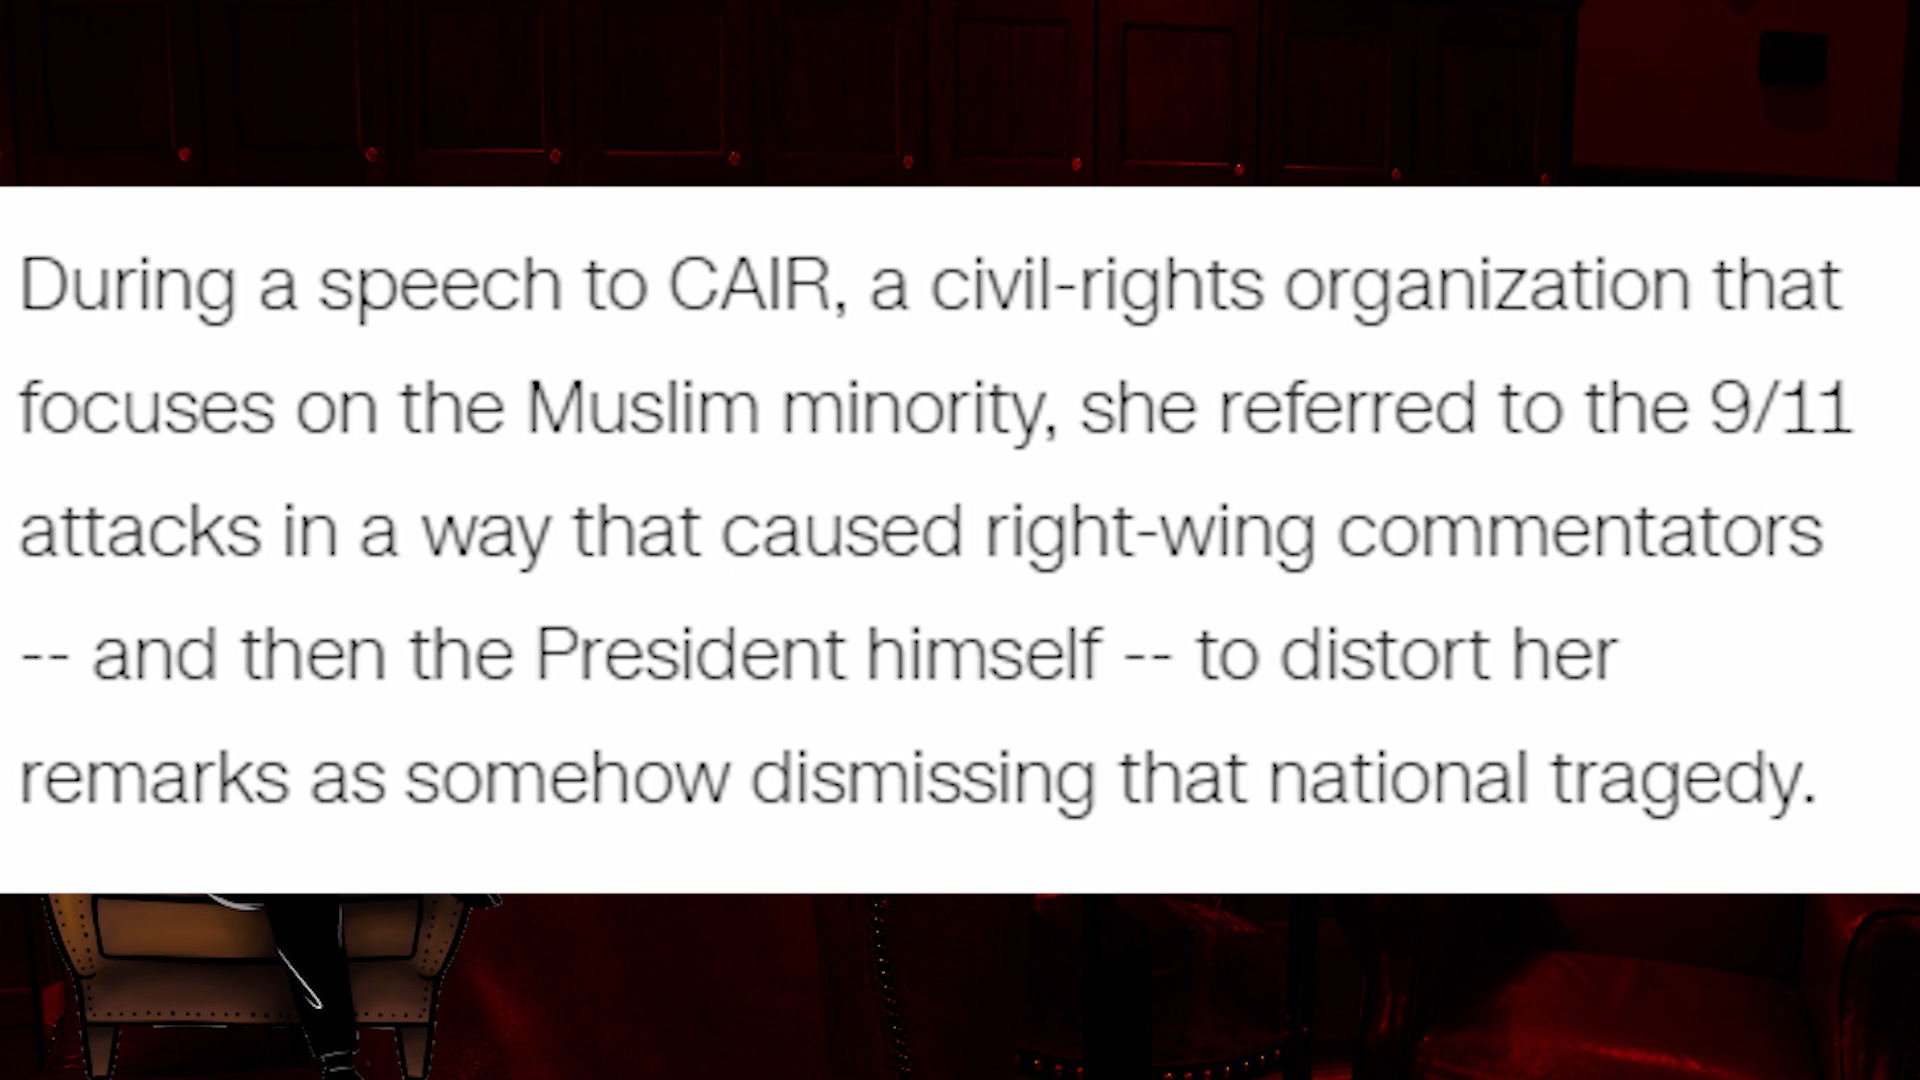 During a speech to CAIR, a civil-rights organization that
focuses on the Muslim minority, she referred to the 9/11
attacks in a way that caused right-wing commentators
-- and then the President himself -- to distort her
remarks as somehow dismissing that national tragedy.